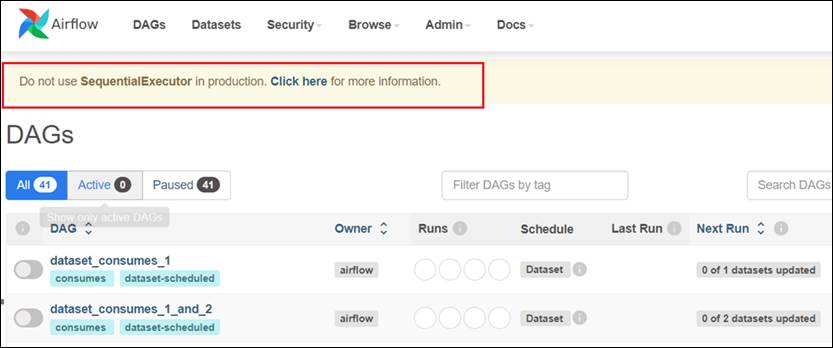 Airflow DAGs Datasets Security Browse Admin Docs
Do not use SequentialExecutor in production. Click here for more information.
DAGs
All 41 Active 0 Paused 41 Filter DAGs by tag Search DAGs
Show only active DAGs
DAG Owner Runs Schedule Last Run Next Run
dataset_consumes_1
consumes dataset-scheduled airflow Dataset 0 of 1 datasets updated
dataset_consumes_1_and_2
consumes dataset-scheduled airflow Dataset 0 of 2 datasets updated